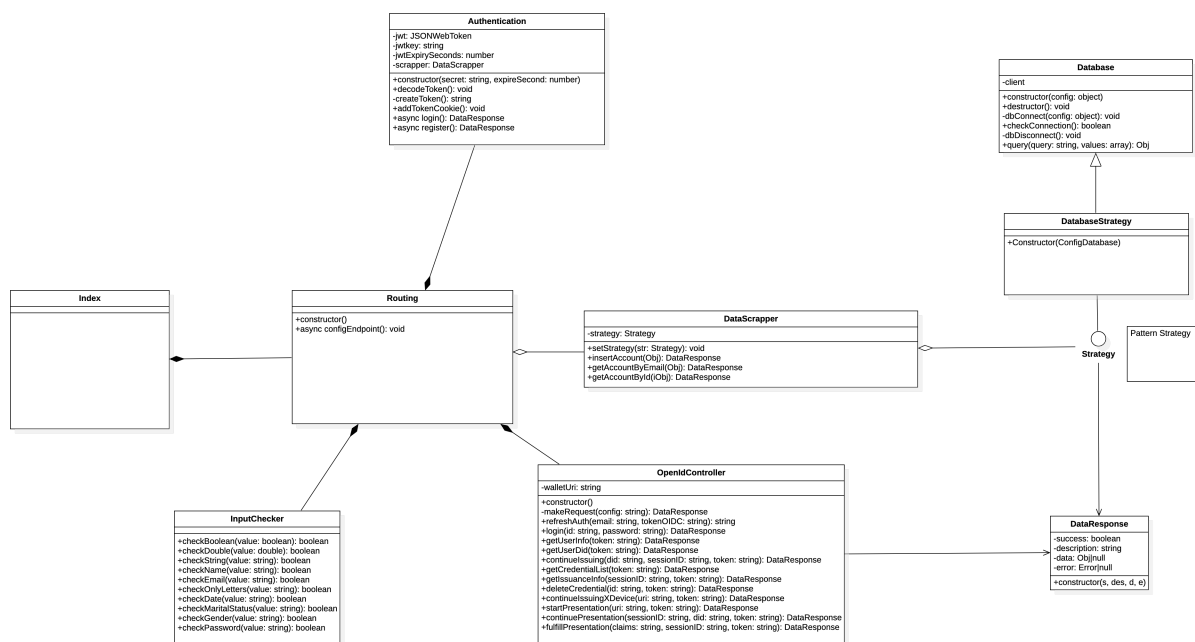 Authentication
-jwt: JSONWebToken
-jwtkey: string
-jwtExpirySeconds: number
-scrapper: DataScrapper
+constructor(secret: string, expireSecond: number)
+decodeToken(): void
-createToken(): string
+addTokenCookie(): void
+async login(): DataResponse
+async register(): DataResponse
Database
-client
+constructor(config: object)
+destructor(): void
-dbConnect(config: object): void
+checkConnection(): boolean
-dbDisconnect(): void
+query(query: string, values: array): Obj
DatabaseStrategy
+Constructor(ConfigDatabase)
Index
Routing
+constructor()
+async configEndpoint(): void
DataScrapper
-strategy: Strategy
+setStrategy(str: Strategy): void
+insertAccount(Obj): DataResponse
+getAccountByEmail(Obj): DataResponse
+getAccountById(iObj): DataResponse
Strategy
Pattern Strategy
InputChecker
+checkBoolean(value: boolean): boolean
+checkDouble(value: double): boolean
+checkString(value: string): boolean
+checkName(value: string): boolean
+checkEmail(value: string): boolean
+checkOnlyLetters(value: string): boolean
+checkDate(value: string): boolean
+checkMaritalStatus(value: string): boolean
+checkGender(value: string): boolean
+checkPassword(value: string): boolean
OpenIdController
-walletUri: string
+constructor()
-makeRequest(config: string): DataResponse
+refreshAuth(email: string, tokenOIDC: string): string
+login(id: string, password: string): DataResponse
+getUserInfo(token: string): DataResponse
+getUserDid(token: string): DataResponse
+continueIssuing(did: string, sessionID: string, token: string): DataResponse
+getCredentialList(token: string): DataResponse
+getIssuanceInfo(sessionID: string, token: string): DataResponse
+deleteCredential(id: string, token: string): DataResponse
+continueIssuingXDevice(uri: string, token: string): DataResponse
+startPresentation(uri: string, token: string): DataResponse
+continuePresentation(sessionID: string, did: string, token: string): DataResponse
+fulfillPresentation(claims: string, sessionID: string, token: string): DataResponse
DataResponse
-success: boolean
-description: string
-data: Obj|null
-error: Error|null
+constructor(s, des, d, e)